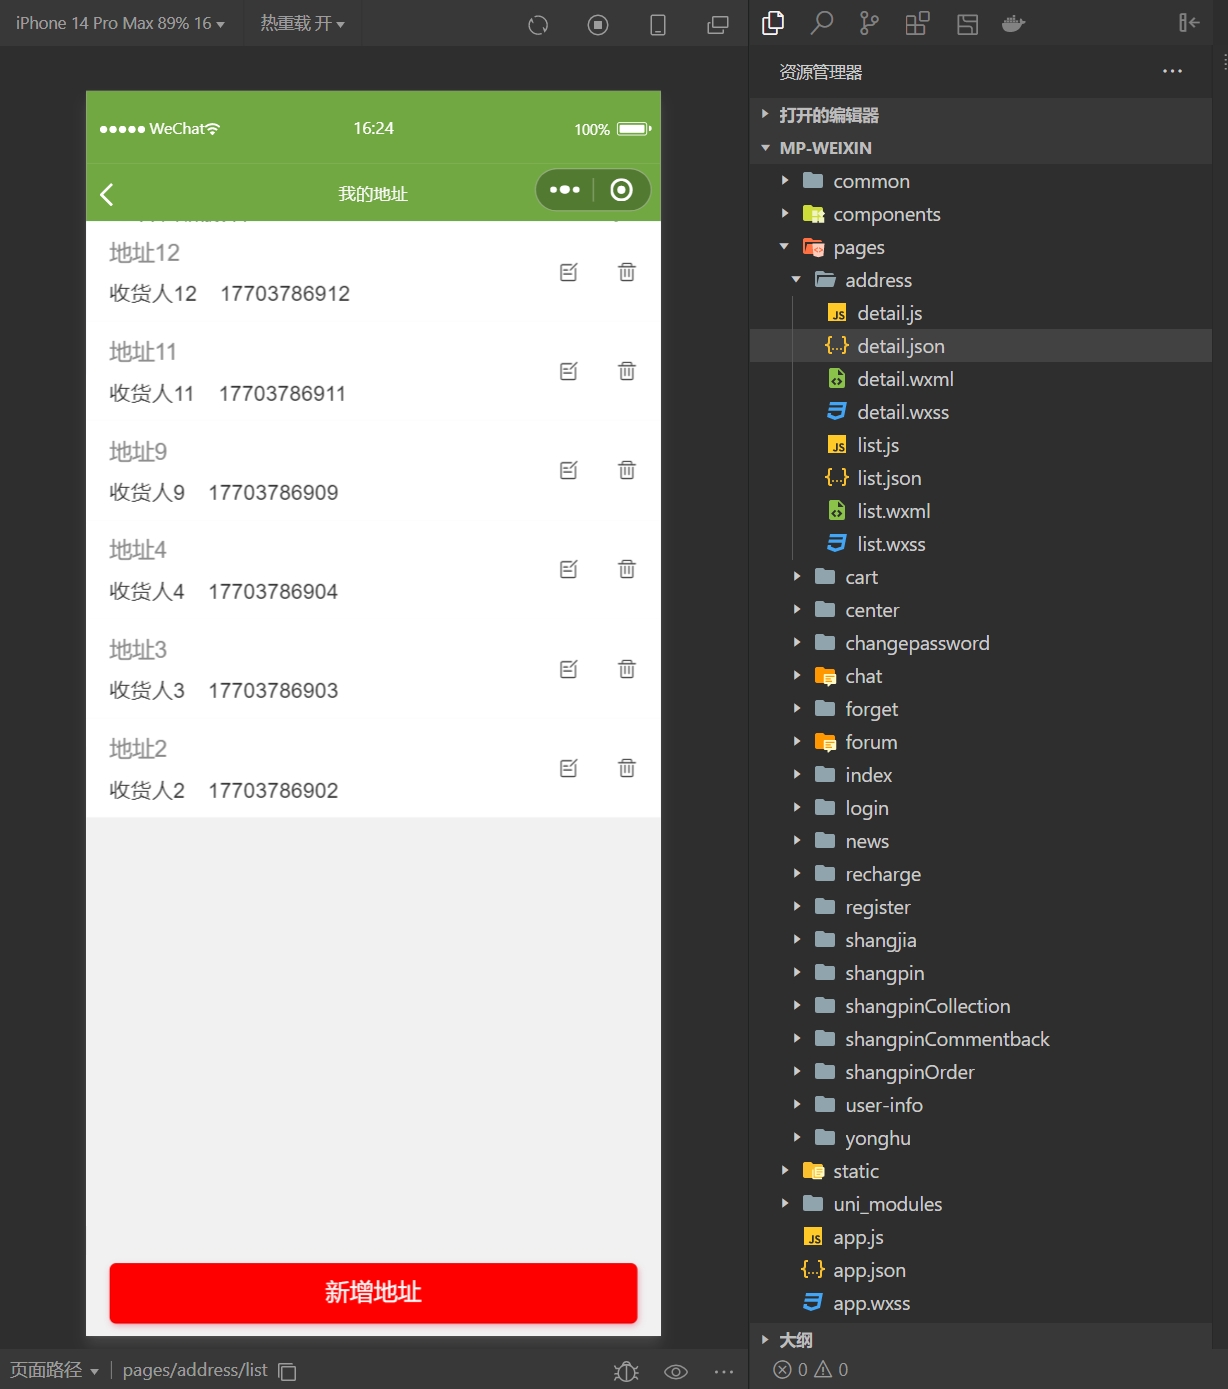 iPhone 14 Pro Max 89% 16
热重载 开
WeChat
16:24
100%
我的地址
地址12
收货人12 17703786912
地址11
收货人11 17703786911
地址9
收货人9 17703786909
地址4
收货人4 17703786904
地址3
收货人3 17703786903
地址2
收货人2 17703786902
新增地址
页面路径
pages/address/list
资源管理器
打开的编辑器
MP-WEIXIN
common
components
pages
address
JS detail.js
{..} detail.json
detail.wxml
detail.wxss
JS list.js
{..} list.json
list.wxml
list.wxss
cart
center
changepassword
chat
forget
forum
index
login
news
recharge
register
shangjia
shangpin
shangpinCollection
shangpinCommentback
shangpinOrder
user-info
yonghu
static
uni_modules
JS app.js
{..} app.json
app.wxss
大纲
0 0